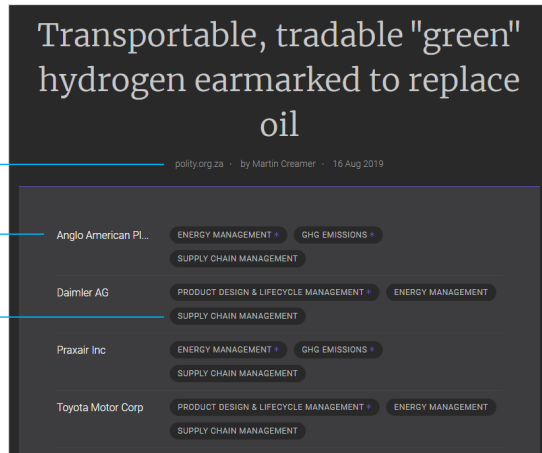 Transportable, tradable "green"
hydrogen earmarked to replace
oil
polity.org.za · by Martin Creamer · 16 Aug 2019
Anglo American Pl... ENERGY MANAGEMENT + GHG EMISSIONS +
SUPPLY CHAIN MANAGEMENT
Daimler AG PRODUCT DESIGN & LIFECYCLE MANAGEMENT + ENERGY MANAGEMENT
SUPPLY CHAIN MANAGEMENT
Praxair Inc ENERGY MANAGEMENT + GHG EMISSIONS +
SUPPLY CHAIN MANAGEMENT
Toyota Motor Corp PRODUCT DESIGN & LIFECYCLE MANAGEMENT + ENERGY MANAGEMENT
SUPPLY CHAIN MANAGEMENT